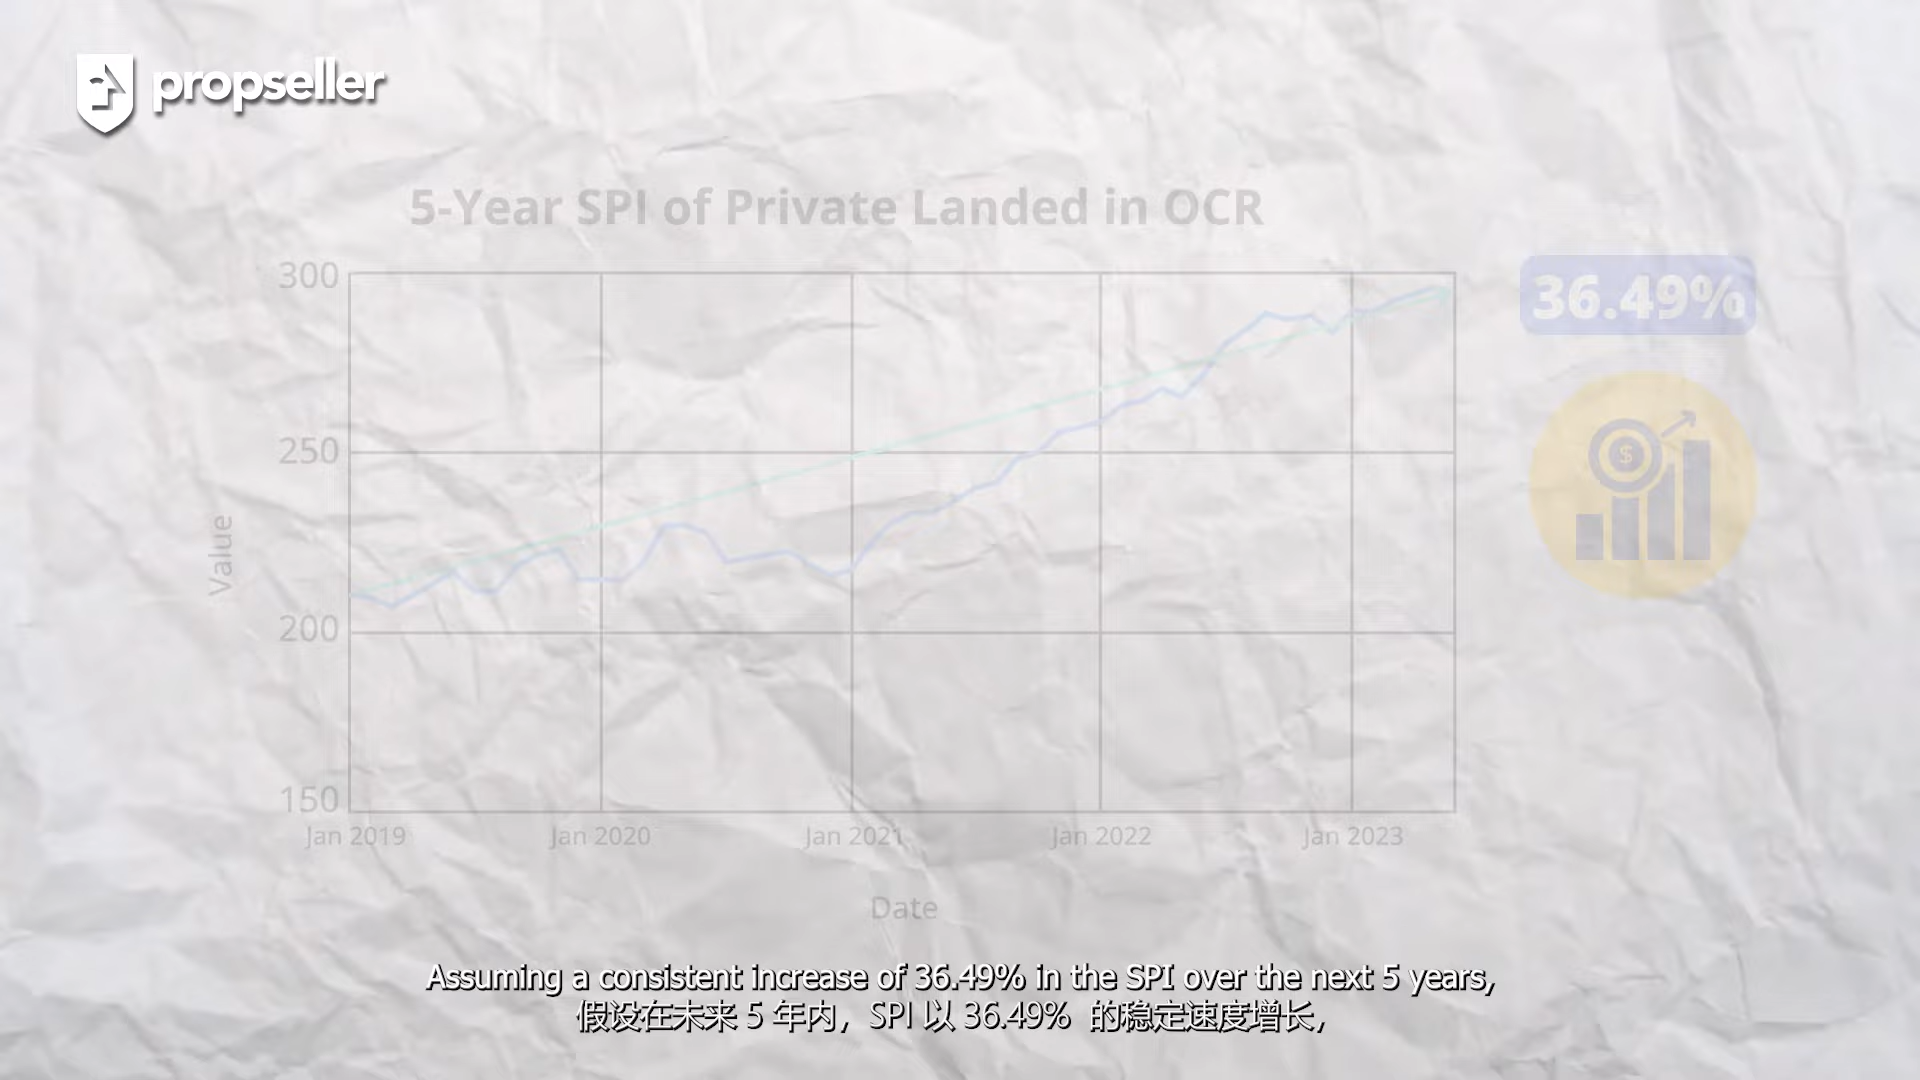 propseller
5-Year SPI of Private Landed in OCR
300
36.49%
$
250
Value
200
150
Jan 2019 Jan 2020 Jan 2021 Jan 2022 Jan 2023
Date
Assuming a consistent increase of 36.49% in the SPI over the next 5 years,
假设在未来 5 年内，SPI 以 36.49% 的稳定速度增长，